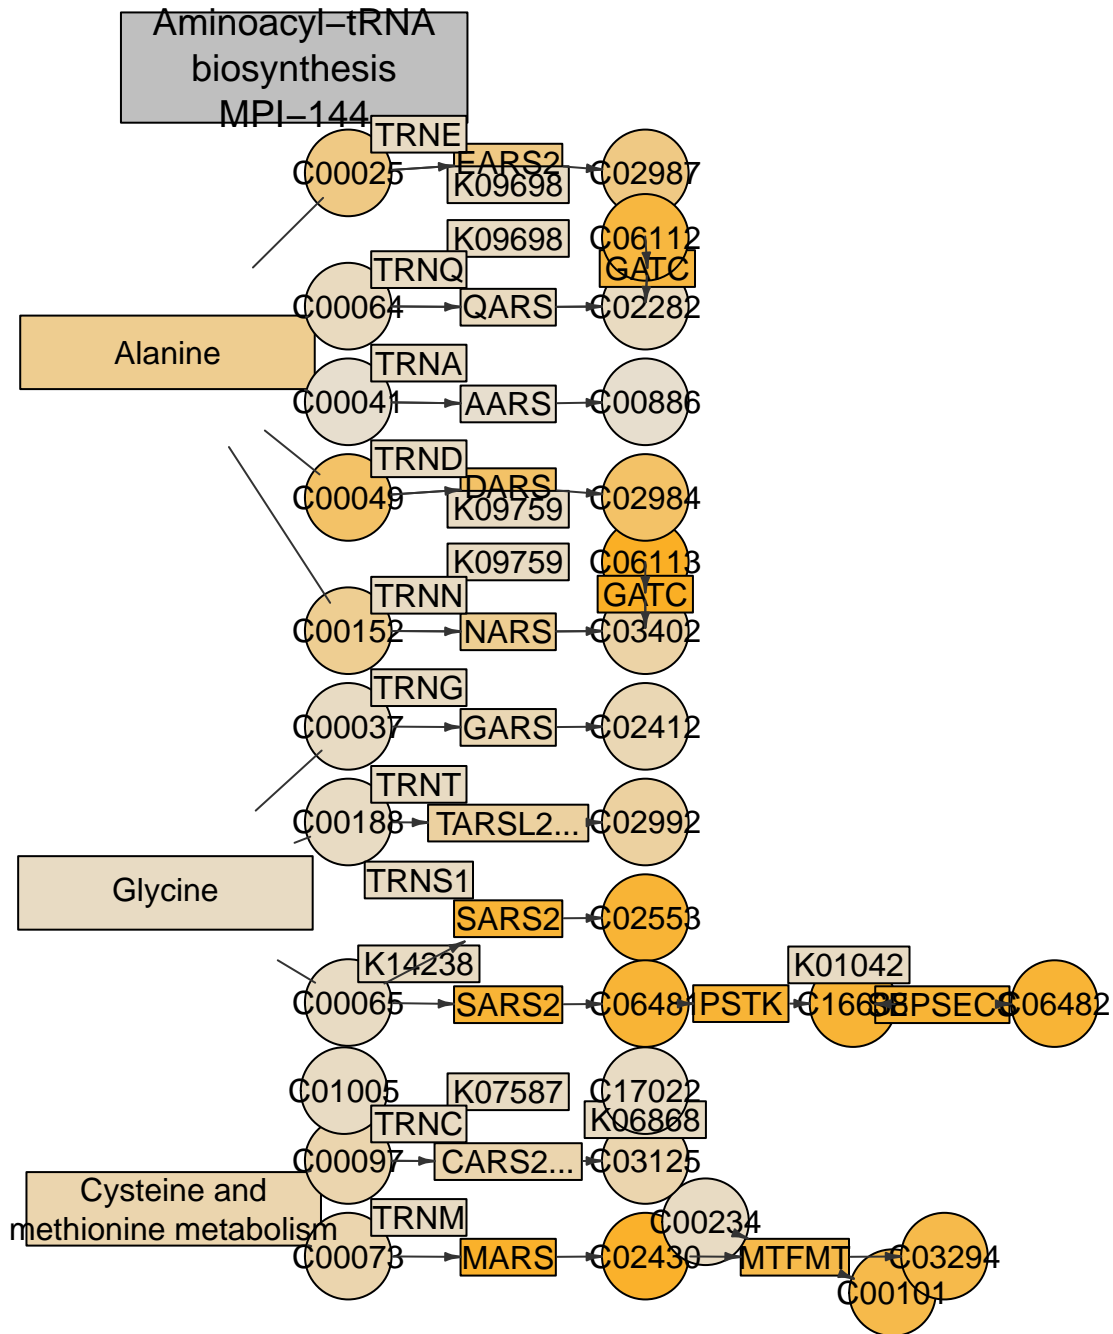 Aminoacyl−tRNA
biosynthesis
MPI−144
TRNE
C00025
EARS2
K09698
C02987
K09698
C06112
TRNQ
GATC
C00064
QARS
C02282
Alanine
TRNA
C00041
AARS
C00886
TRND
C00049
DARS
K09759
C02984
K09759
C06113
TRNN
GATC
C00152
NARS
C03402
TRNG
C00037
GARS
C02412
TRNT
C00188
TARSL2...
C02992
Glycine
TRNS1
SARS2
C02553
K14238
K01042
C00065
SARS2
C06481
PSTK
C16638
SEPSECS
C06482
C01005
K07587
C17022
TRNC
K06868
C00097
CARS2...
C03125
Cysteine and
methionine metabolism
TRNM
C00234
C00073
MARS
C02430
MTFMT
C03294
C00101